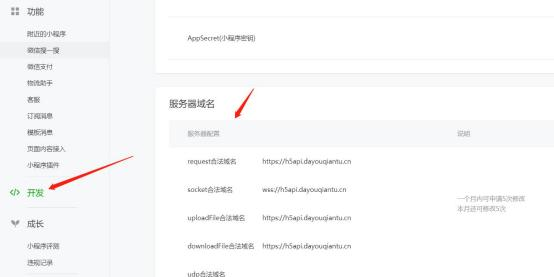 功能
附近的小程序
微信搜一搜
微信支付
物流助手
客服
订阅消息
模板消息
页面内容接入
小程序插件
开发
成长
小程序评测
违规记录
AppSecret(小程序密钥)
服务器域名
服务器配置 说明
request合法域名 https://h5api.dayouqiantu.cn
socket合法域名 wss://h5api.dayouqiantu.cn
一个月内可申请5次修改
本月还可修改5次
uploadFile合法域名 https://h5api.dayouqiantu.cn
downloadFile合法域名 https://h5api.dayouqiantu.cn
udp合法域名